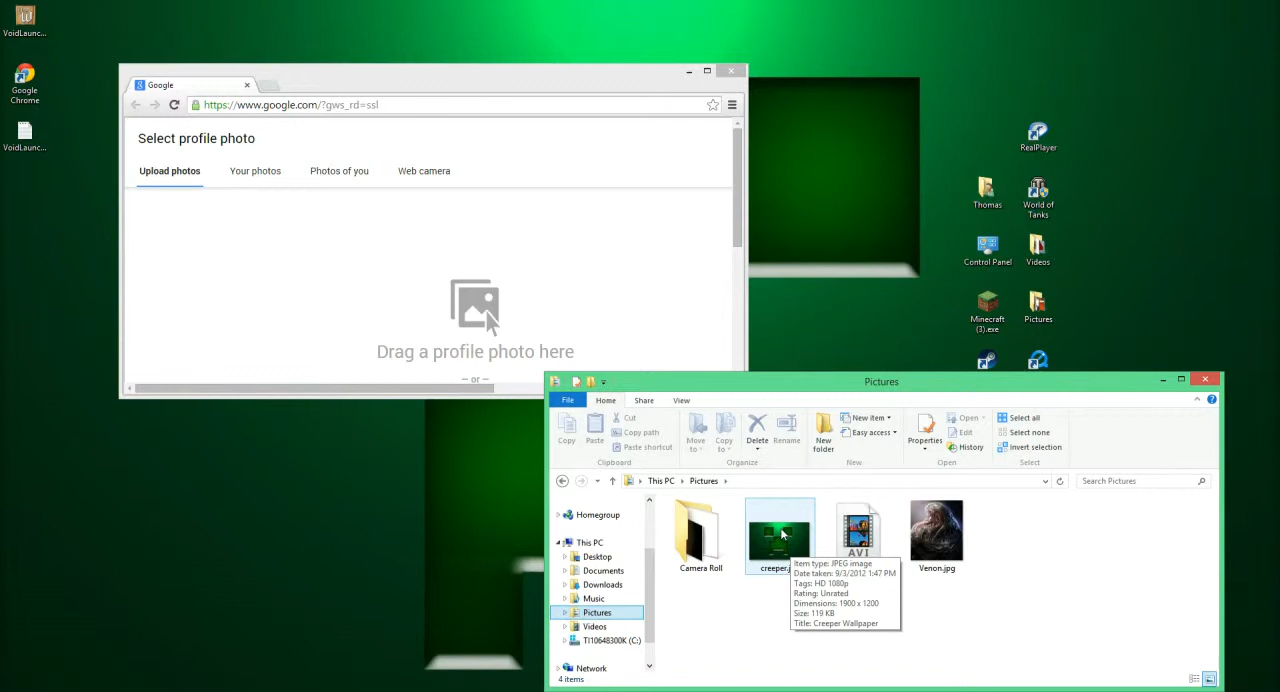 VoidLaunc...
Google
Chrome
VoidLaunc...
Google
https://www.google.com/?gws_rd=ssl
Select profile photo
Upload photos
Your photos
Photos of you
Web camera
Drag a profile photo here
– or –
RealPlayer
Thomas
World of
Tanks
Control Panel
Videos
Minecraft
(3).exe
Pictures
Pictures
File
Home
Share
View
Copy
Paste
Cut
Copy path
Paste shortcut
Clipboard
Move
to
Copy
to
Delete
Rename
Organize
New
folder
New item
Easy access
New
Properties
Open
Edit
History
Open
Select all
Select none
Invert selection
Select
This PC
Pictures
Search Pictures
Homegroup
This PC
Desktop
Documents
Downloads
Music
Pictures
Videos
TI10648300K (C:)
Network
4 items
Camera Roll
creeper.j
AVI
Venon.jpg
Item type: JPEG image
Date taken: 9/3/2012 1:47 PM
Tags: HD 1080p
Rating: Unrated
Dimensions: 1900 x 1200
Size: 119 KB
Title: Creeper Wallpaper